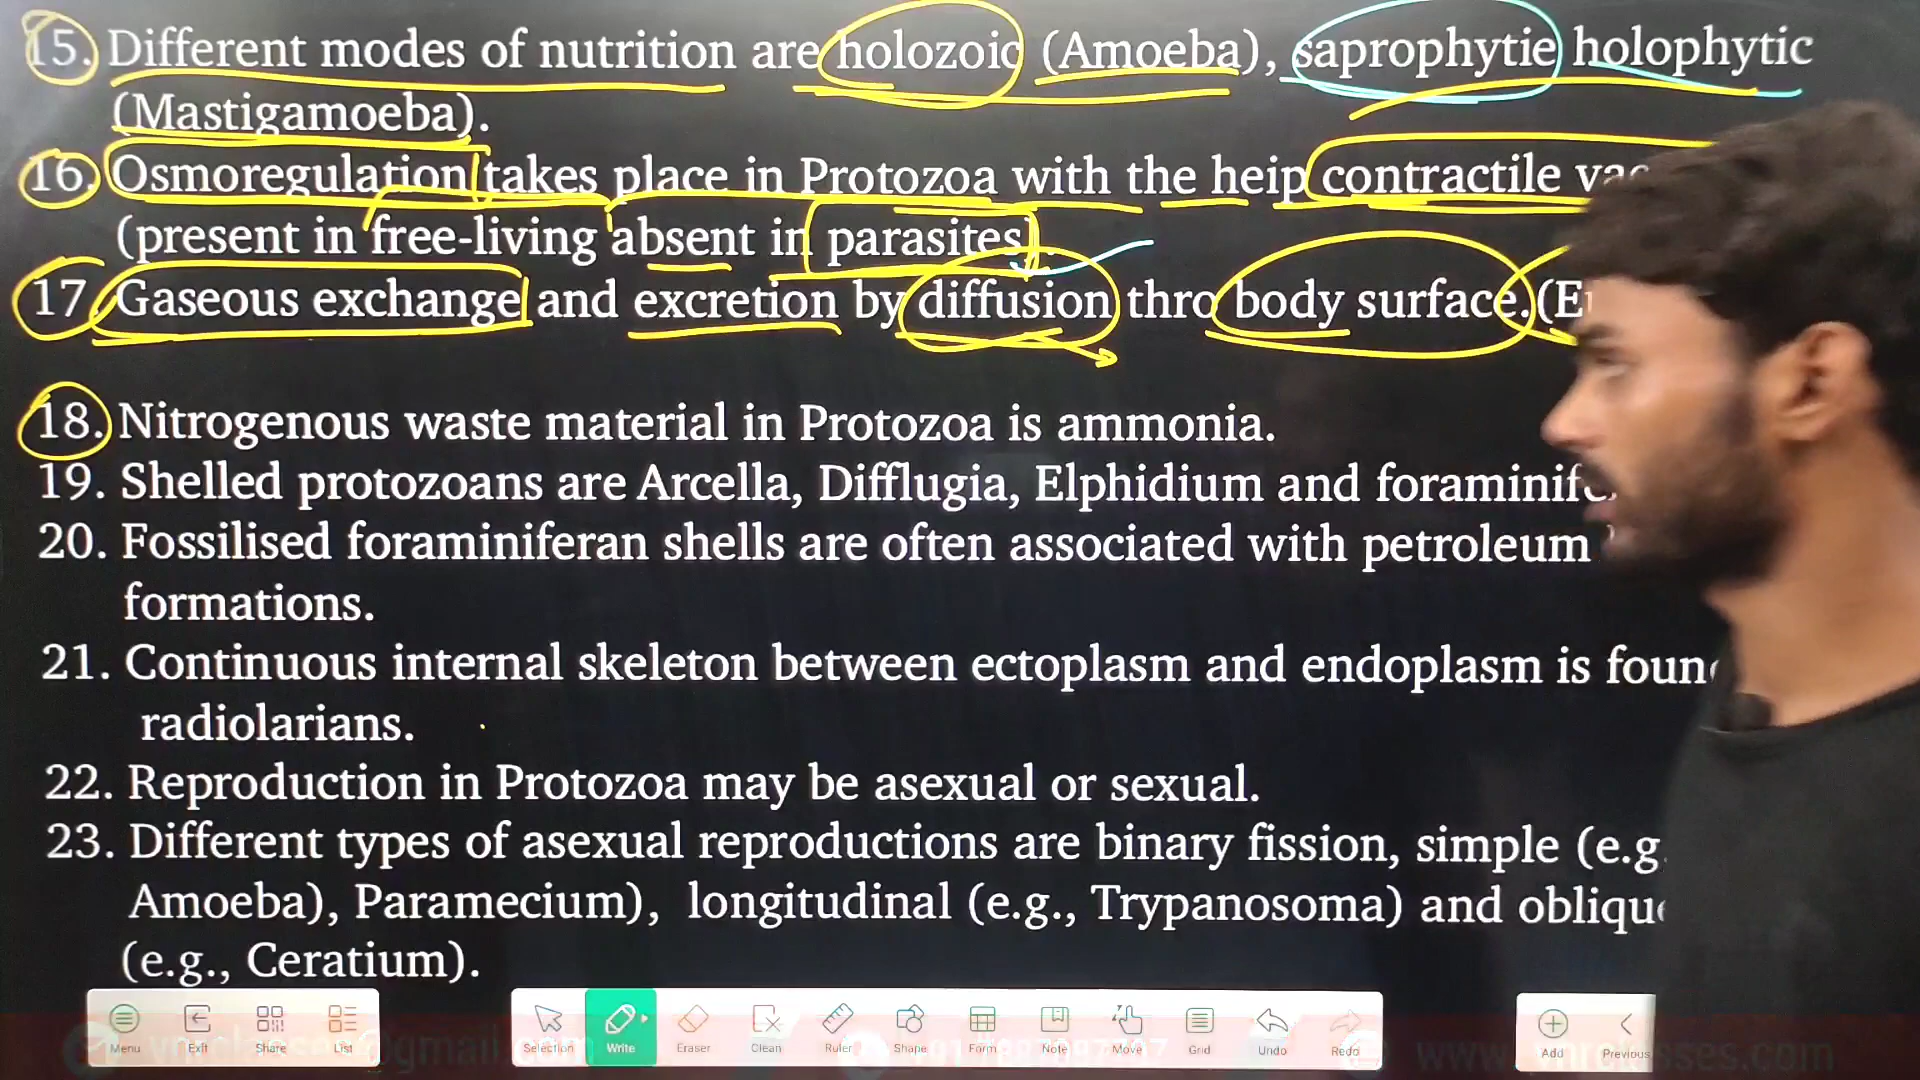 15. Different modes of nutrition are holozoic (Amoeba), saprophytie holophytic
(Mastigamoeba).
16. Osmoregulation takes place in Protozoa with the heip contractile
(present in free-living absent in parasites).
17. Gaseous exchange and excretion by diffusion thro body surface.
18. Nitrogenous waste material in Protozoa is ammonia.
19. Shelled protozoans are Arcella, Difflugia, Elphidium and
20. Fossilised foraminiferan shells are often associated with petroleum
formations.
21. Continuous internal skeleton between ectoplasm and endoplasm is
radiolarians.
22. Reproduction in Protozoa may be asexual or sexual.
23. Different types of asexual reproductions are binary fission, simple (e.g.
Amoeba), Paramecium), longitudinal (e.g., Trypanosoma) and
(e.g., Ceratium).
Menu Exit Share List Selection Write Eraser Clean Ruler Shape Form Note Move Grid Undo Redo Add Previous